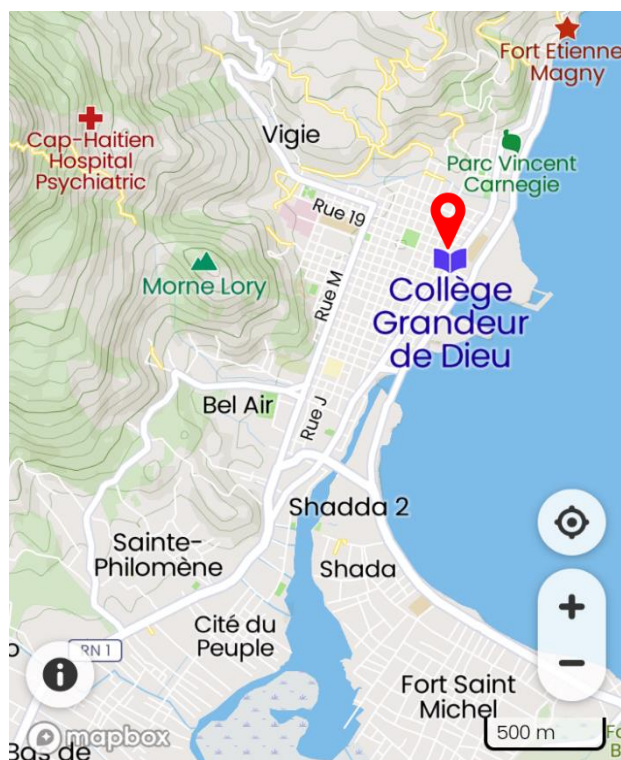 Fort Etienne
Magny
Cap-Haitien
Hospital
Psychiatric
Vigie
Parc Vincent
Carnegie
Rue 19
Morne Lory
Rue M
Collège
Grandeur
de Dieu
Bel Air
Rue J
Shadda 2
Sainte-
Philomène
Shada
Cité du
Peuple
RN 1
Fort Saint
Michel
500 m
mapbox
Bas de